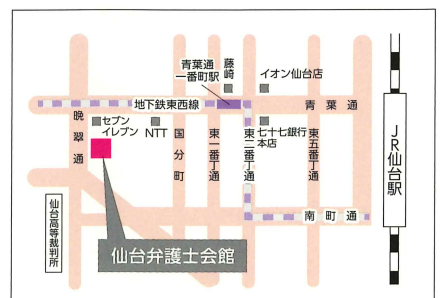 青葉通
一番町駅
藤崎
イオン仙台店
地下鉄東西線
青葉通
晩翠通
セブン
イレブン
NTT
国分町
東一番丁通
東二番丁通
七十七銀行
本店
東五番丁通
JR仙台駅
仙台高等裁判所
南町通
仙台弁護士会館